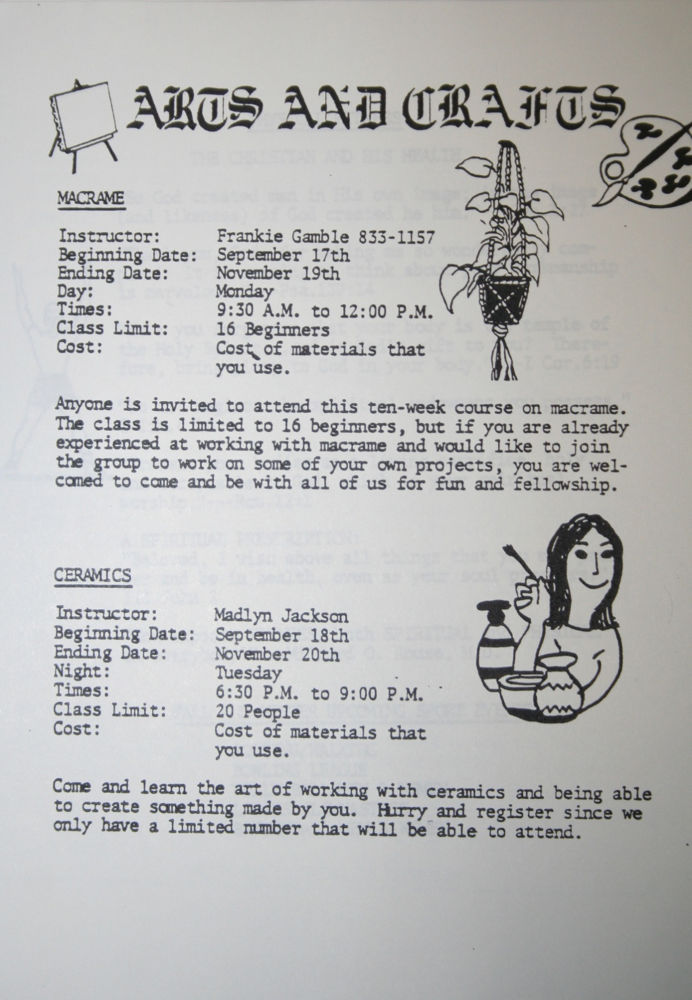 ARTS AND CRAFTS
MACRAME
Instructor: Frankie Gamble 833-1157
Beginning Date: September 17th
Ending Date: November 19th
Day: Monday
Times: 9:30 A.M. to 12:00 P.M.
Class Limit: 16 Beginners
Cost: Cost of materials that
you use.
Anyone is invited to attend this ten-week course on macrame.
The class is limited to 16 beginners, but if you are already
experienced at working with macrame and would like to join
the group to work on some of your own projects, you are wel-
comed to come and be with all of us for fun and fellowship.
CERAMICS
Instructor: Madlyn Jackson
Beginning Date: September 18th
Ending Date: November 20th
Night: Tuesday
Times: 6:30 P.M. to 9:00 P.M.
Class Limit: 20 People
Cost: Cost of materials that
you use.
Come and learn the art of working with ceramics and being able
to create something made by you. Hurry and register since we
only have a limited number that will be able to attend.